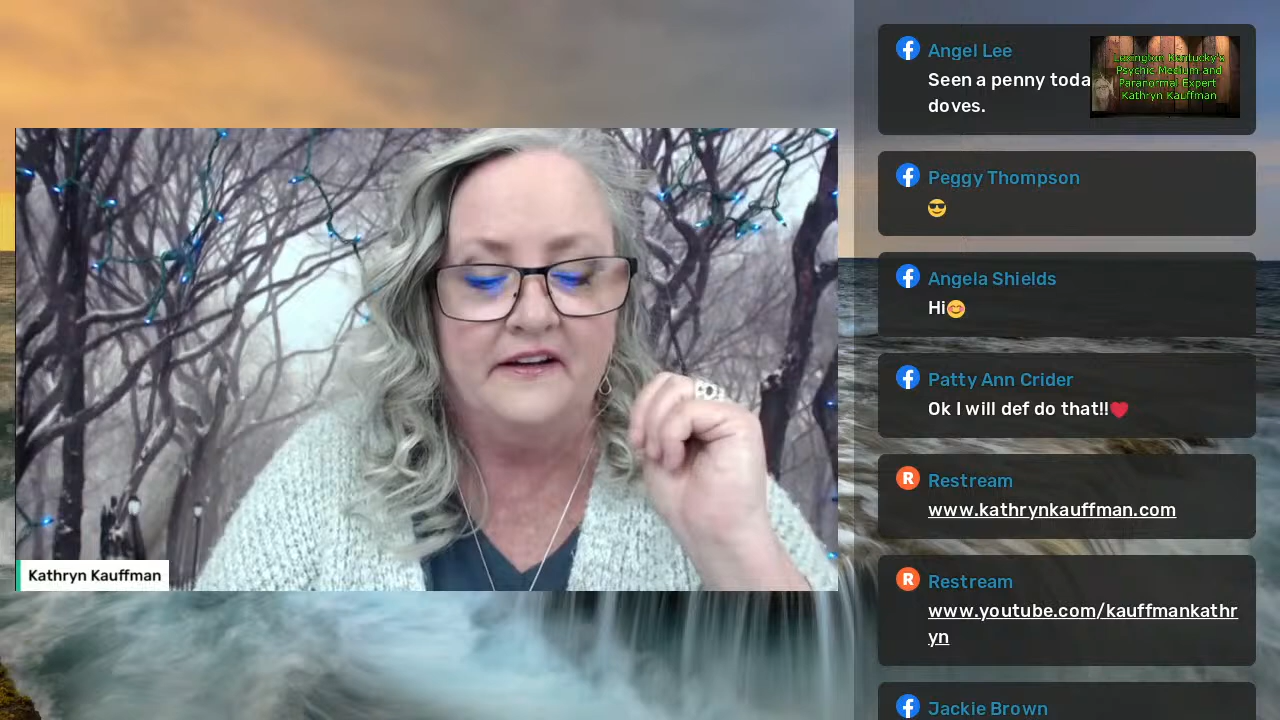 Angel Lee
Seen a penny toda
doves.
Lexington Kentucky's
Psychic Medium and
Paranormal Expert
Kathryn Kauffman
Peggy Thompson
Angela Shields
Hi😊
Patty Ann Crider
Ok I will def do that!!❤️
Restream
www.kathrynkauffman.com
Restream
www.youtube.com/kauffmankathr
yn
Jackie Brown
Kathryn Kauffman